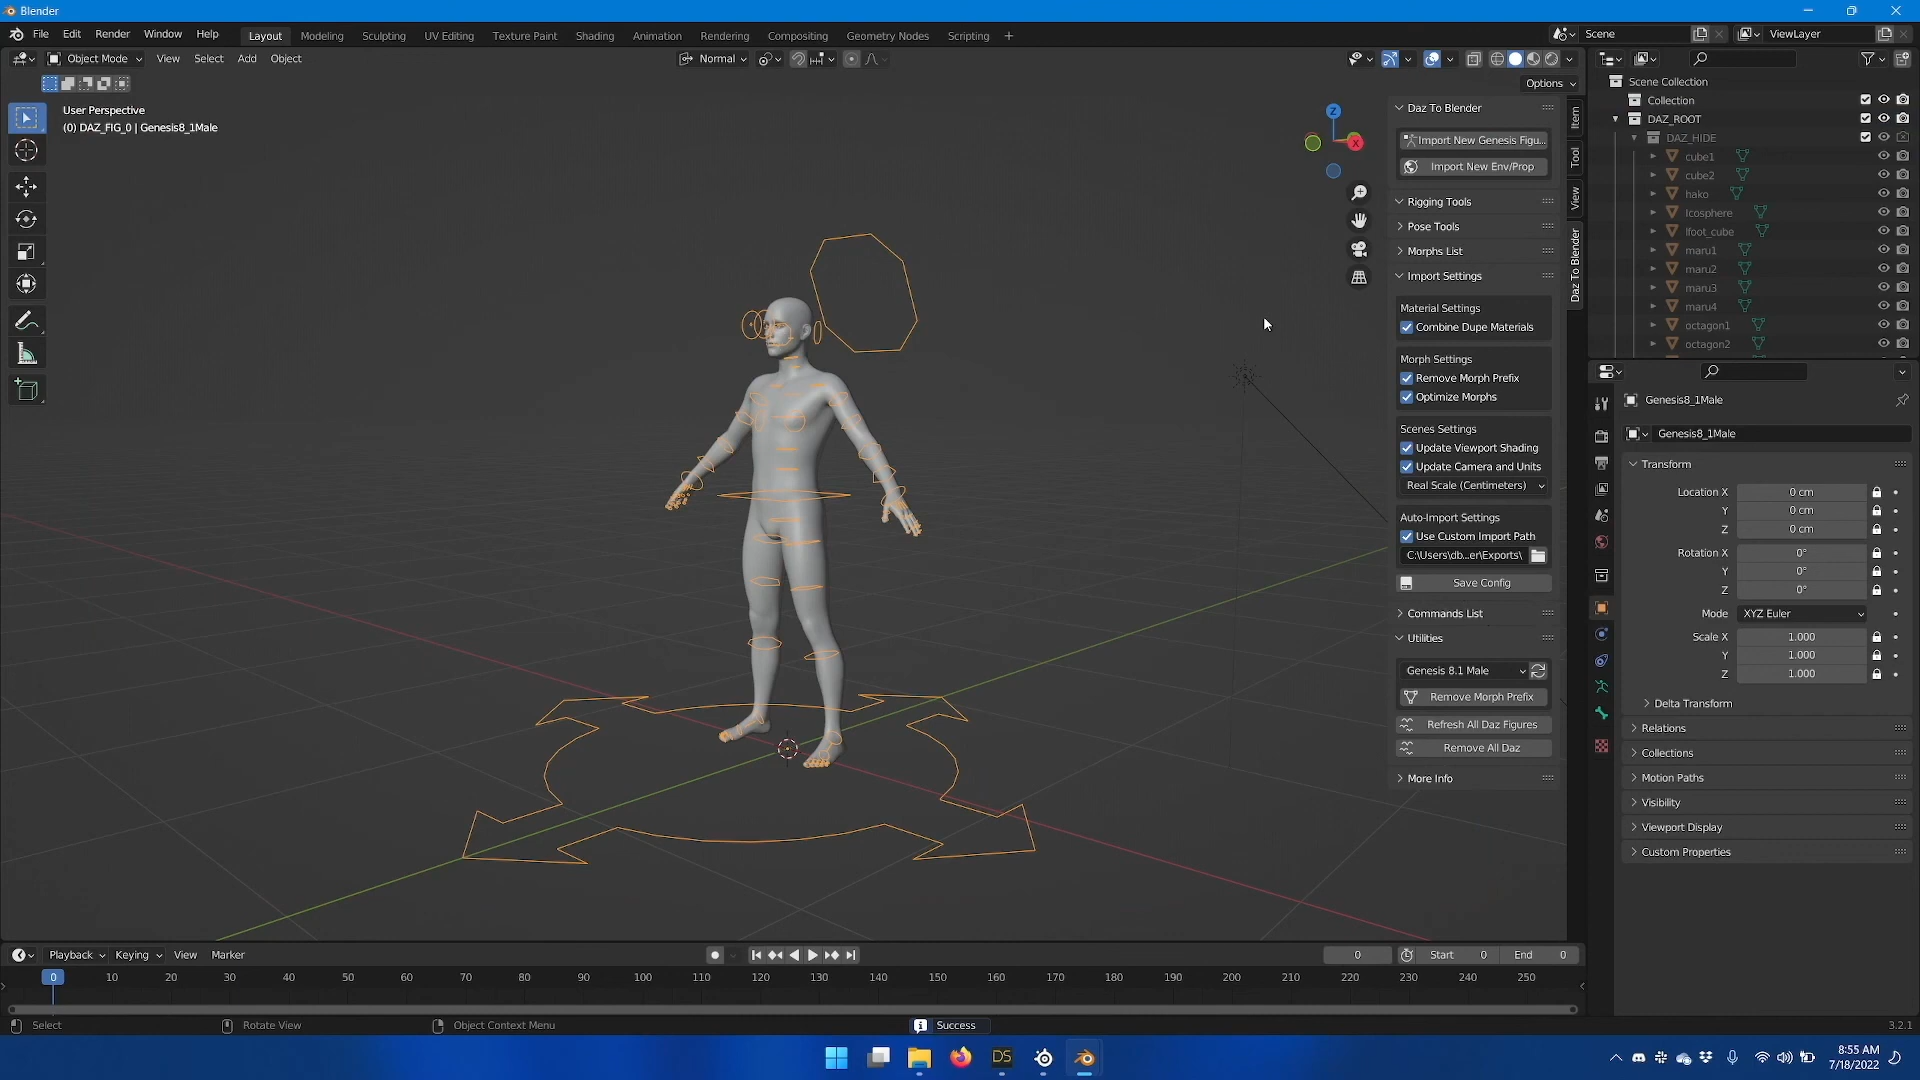 Blender
File Edit Render Window Help
Layout Modeling Sculpting UV Editing Texture Paint Shading Animation Rendering Compositing Geometry Nodes Scripting +
Scene
ViewLayer
Object Mode View Select Add Object
Normal
Options
User Perspective
(0) DAZ_FIG_0 | Genesis8_1Male
Z
X
Daz To Blender
Import New Genesis Figu...
Import New Env/Prop
Rigging Tools
Pose Tools
Morphs List
Import Settings
Material Settings
Combine Dupe Materials
Morph Settings
Remove Morph Prefix
Optimize Morphs
Scenes Settings
Update Viewport Shading
Update Camera and Units
Real Scale (Centimeters)
Auto-Import Settings
Use Custom Import Path
C:\Users\db...er\Exports\
Save Config
Commands List
Utilities
Genesis 8.1 Male
Remove Morph Prefix
Refresh All Daz Figures
Remove All Daz
More Info
Item
Tool
View
Daz To Blender
Scene Collection
Collection
DAZ_ROOT
DAZ_HIDE
cube1
cube2
hako
Icosphere
lfoot_cube
maru1
maru2
maru3
maru4
octagon1
octagon2
Genesis8_1Male
Genesis8_1Male
Transform
Location X 0 cm
Y 0 cm
Z 0 cm
Rotation X 0°
Y 0°
Z 0°
Mode XYZ Euler
Scale X 1.000
Y 1.000
Z 1.000
Delta Transform
Relations
Collections
Motion Paths
Visibility
Viewport Display
Custom Properties
Playback Keying View Marker
0 Start 0 End 0
0 10 20 30 40 50 60 70 80 90 100 110 120 130 140 150 160 170 180 190 200 210 220 230 240 250
Select Rotate View Object Context Menu Success 3.2.1
DS
8:55 AM
7/18/2022